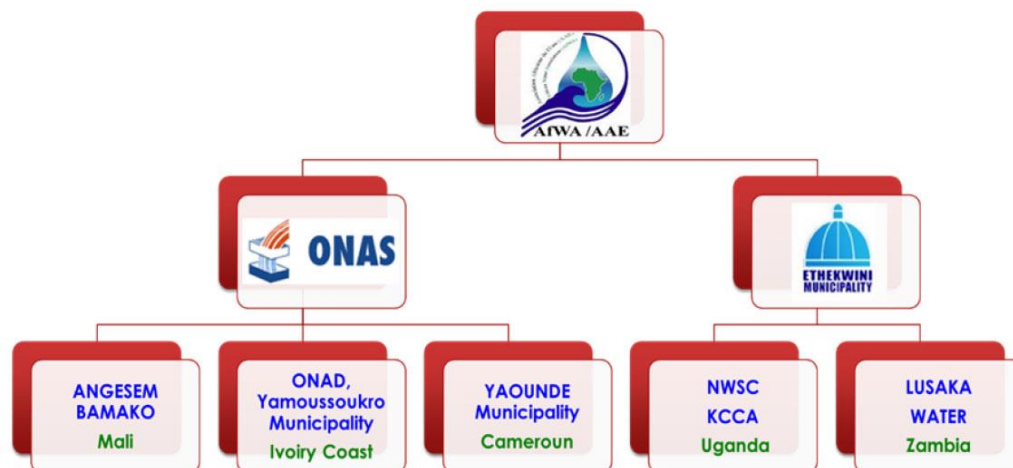 AfWA /AAE
ONAS
ETHEKWINI
MUNICIPALITY
ANGESEM
BAMAKO
Mali
ONAD,
Yamoussoukro
Municipality
Ivoiry Coast
YAOUNDE
Municipality
Cameroun
NWSC
KCCA
Uganda
LUSAKA
WATER
Zambia